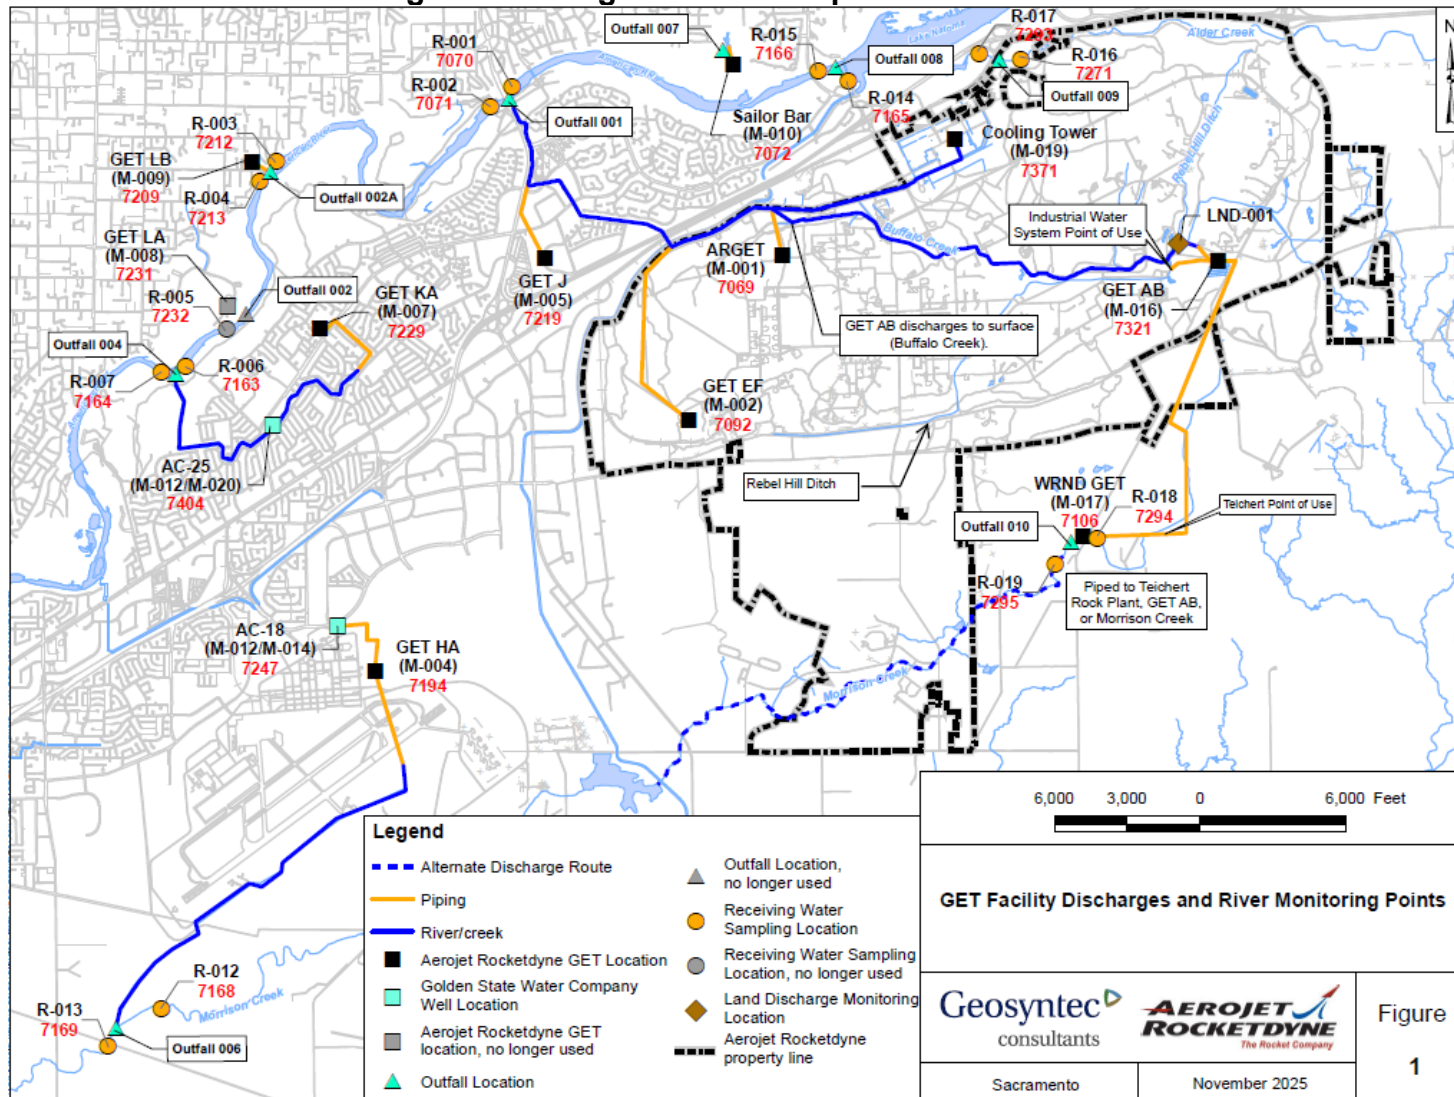 R-001
7070
R-002
7071
Outfall 001
Outfall 007
Sailor Bar
(M-010)
7072
R-015
7166
Outfall 008
R-014
7165
Lake Natoma
R-017
R-016
7271
Outfall 009
Alder Creek
Cooling Tower
(M-019)
7371
Rebel Hill Ditch
R-003
7212
GET LB
(M-009)
7209
R-004
7213
Outfall 002A
GET LA
(M-008)
7231
R-005
7232
Outfall 002
Outfall 004
R-007
7164
R-006
7163
GET KA
(M-007)
7229
GET J
(M-005)
7219
ARGET
(M-001)
7069
Buffalo Creek
Industrial Water
System Point of Use
LND-001
GET AB
(M-016)
7321
GET AB discharges to surface
(Buffalo Creek).
GET EF
(M-002)
7092
Rebel Hill Ditch
AC-25
(M-012/M-020)
7404
WRND GET
(M-017)
7106
R-018
7294
Teichert Point of Use
Outfall 010
R-019
7295
Piped to Teichert
Rock Plant, GET AB,
or Morrison Creek
Morrison Creek
AC-18
(M-012/M-014)
7247
GET HA
(M-004)
7194
R-012
7168
Morrison Creek
R-013
7169
Outfall 006
Legend
Alternate Discharge Route
Piping
River/creek
Aerojet Rocketdyne GET Location
Golden State Water Company
Well Location
Aerojet Rocketdyne GET
location, no longer used
Outfall Location
Outfall Location,
no longer used
Receiving Water
Sampling Location
Receiving Water Sampling
Location, no longer used
Land Discharge Monitoring
Location
Aerojet Rocketdyne
property line
6,000 3,000 0 6,000 Feet
GET Facility Discharges and River Monitoring Points
Geosyntec
consultants
AEROJET
ROCKETDYNE
The Rocket Company
Figure
1
Sacramento
November 2025